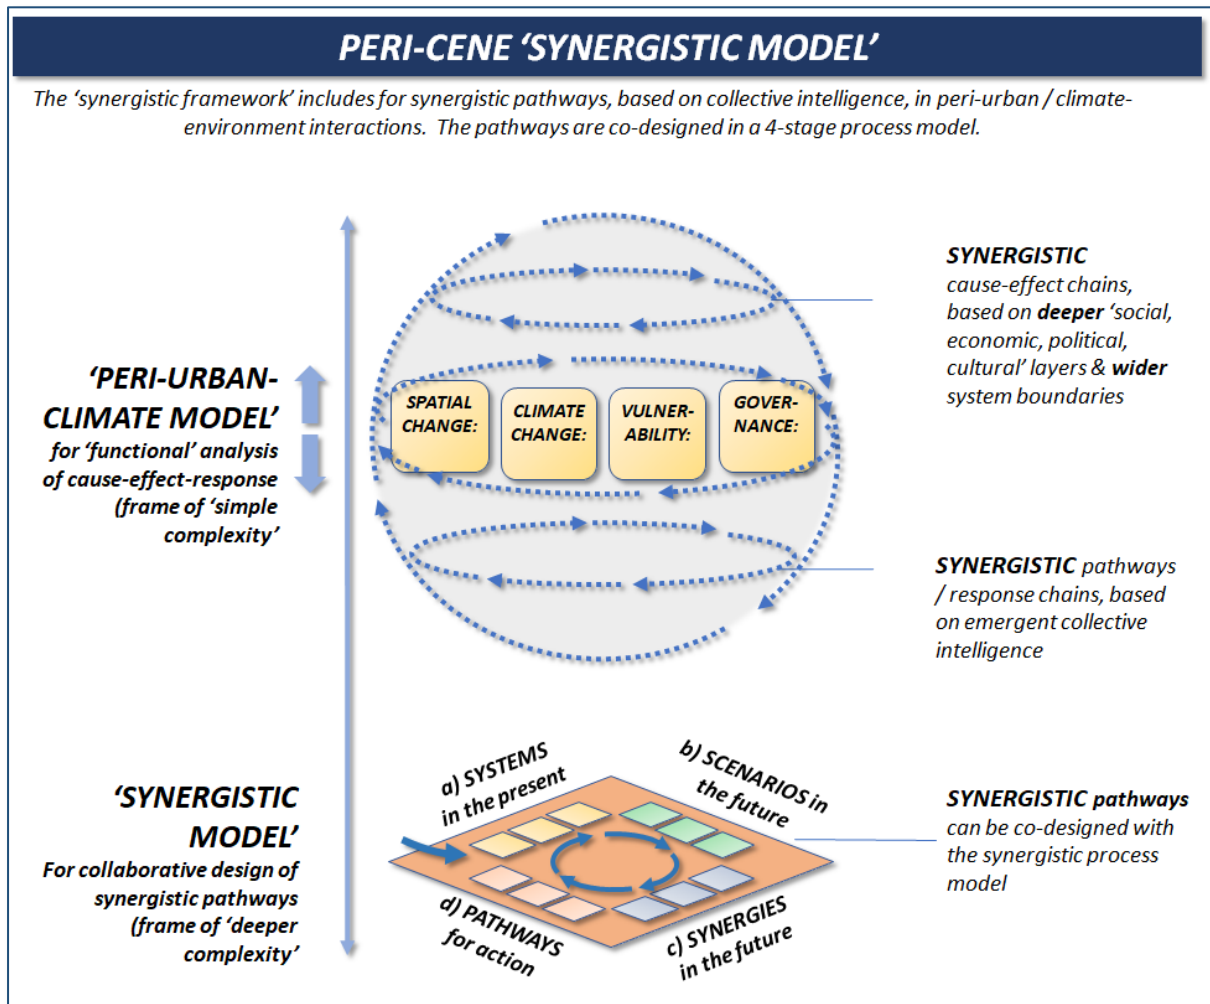 PERI-CENE ‘SYNERGISTIC MODEL’
The ‘synergistic framework’ includes for synergistic pathways, based on collective intelligence, in peri-urban / climate-
environment interactions.  The pathways are co-designed in a 4-stage process model.
SYNERGISTIC
cause-effect chains,
based on deeper ‘social,
economic, political,
cultural’ layers & wider
system boundaries
‘PERI-URBAN-
CLIMATE MODEL’
for ‘functional’ analysis
of cause-effect-response
(frame of ‘simple
complexity’
SPATIAL
CHANGE:
CLIMATE
CHANGE:
VULNER-
ABILITY:
GOVER-
NANCE:
SYNERGISTIC pathways
/ response chains, based
on emergent collective
intelligence
‘SYNERGISTIC
MODEL’
For collaborative design of
synergistic pathways
(frame of ‘deeper
complexity’
a) SYSTEMS
in the present
b) SCENARIOS in
the future
c) SYNERGIES
in the future
d) PATHWAYS
for action
SYNERGISTIC pathways
can be co-designed with
the synergistic process
model